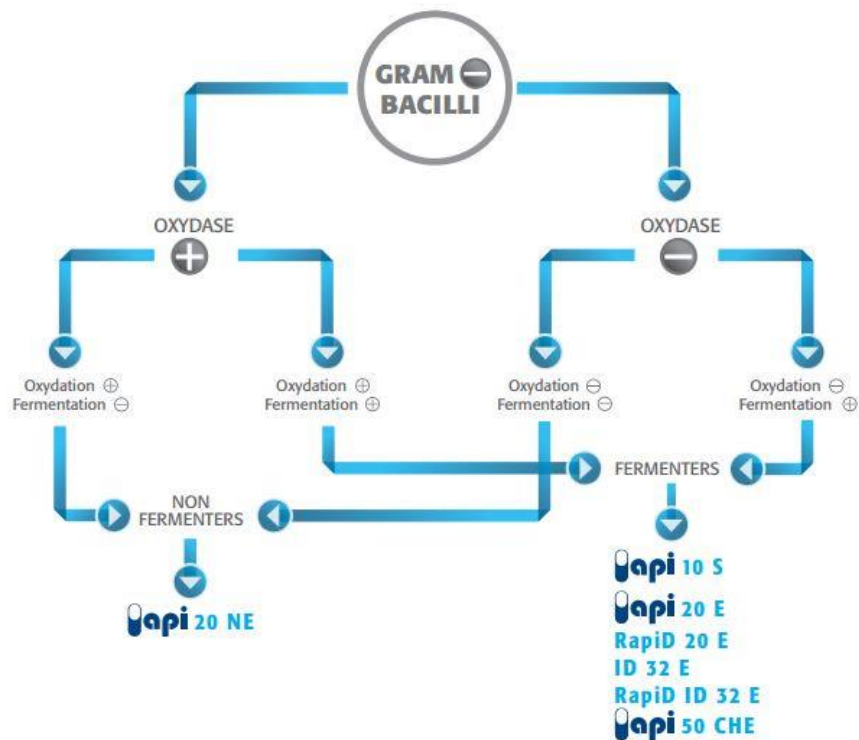 GRAM ⊖
BACILLI
OXYDASE
+
OXYDASE
−
Oxydation ⊕
Fermentation ⊖
Oxydation ⊕
Fermentation ⊕
Oxydation ⊖
Fermentation ⊖
Oxydation ⊖
Fermentation ⊕
NON
FERMENTERS
FERMENTERS
api 20 NE
api 10 S
api 20 E
RapiD 20 E
ID 32 E
RapiD ID 32 E
api 50 CHE